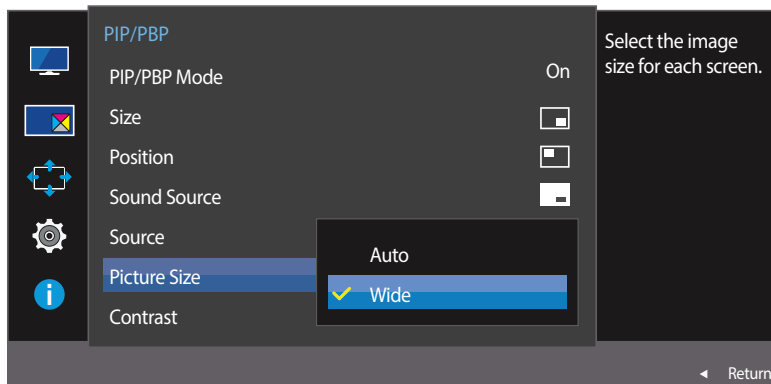 PIP/PBP
PIP/PBP Mode On
Size
Position
Sound Source
Source
Picture Size
Contrast
Auto
Wide
Select the image
size for each screen.
Return